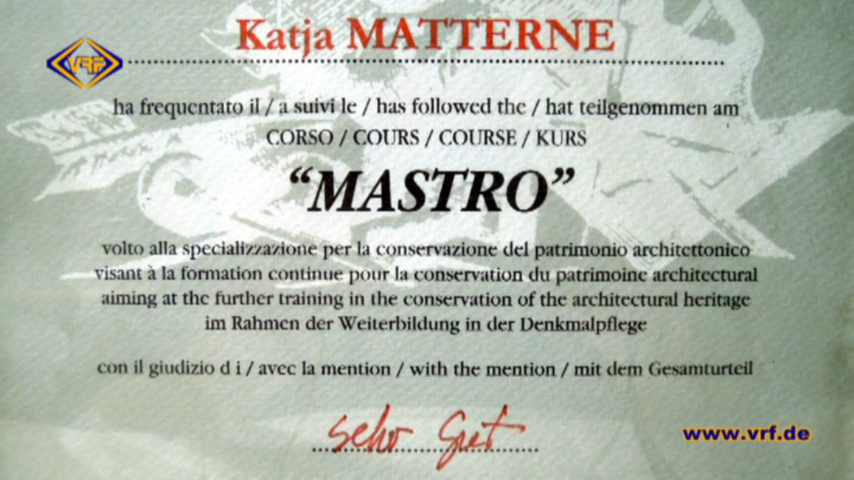 Katja MATTERNE
VRF
ha frequentato il / a suivi le / has followed the / hat teilgenommen am
CORSO / COURS / COURSE / KURS
“MASTRO”
volto alla specializzazione per la conservazione del patrimonio architettonico
visant à la formation continue pour la conservation du patrimoine architectural
aiming at the further training in the conservation of the architectural heritage
im Rahmen der Weiterbildung in der Denkmalpflege
con il giudizio d i / avec la mention / with the mention / mit dem Gesamturteil
sehr Gut
www.vrf.de